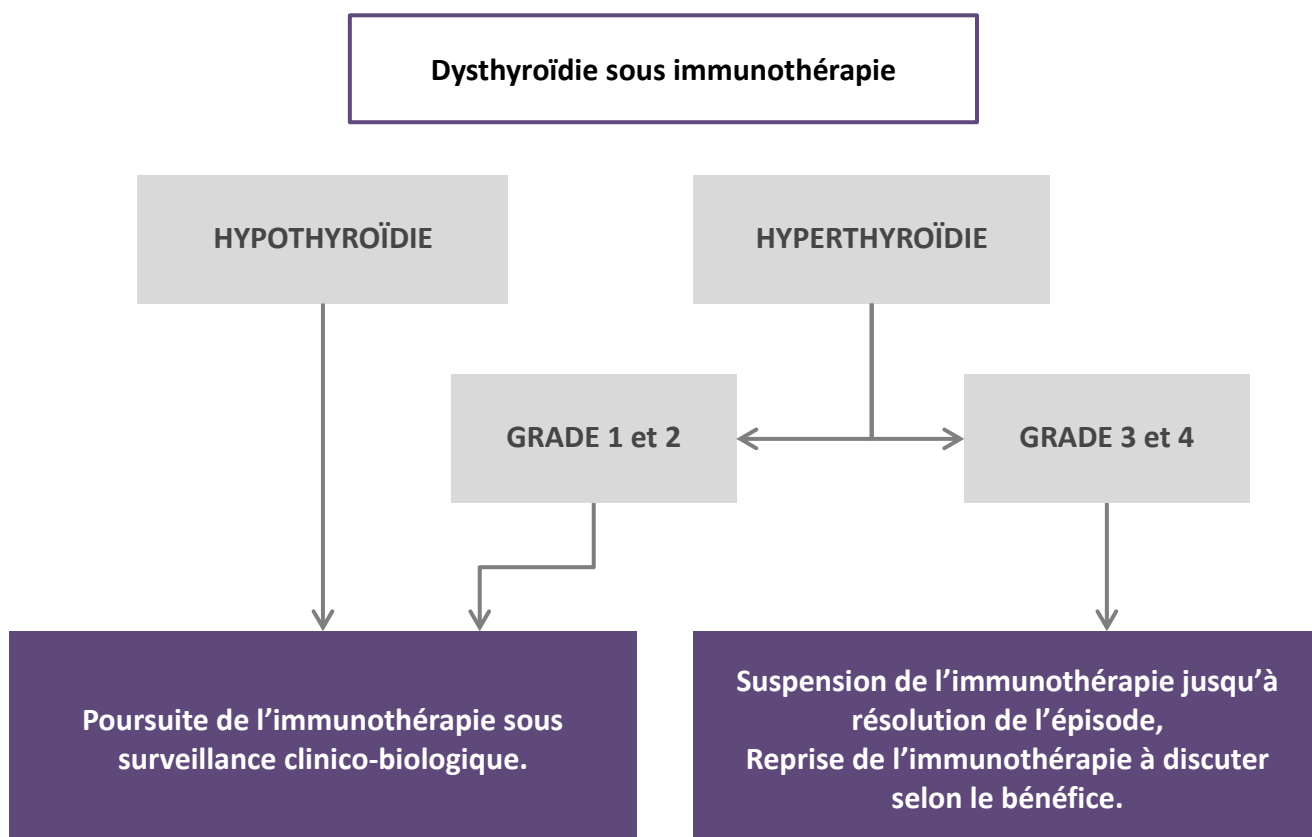 Dysthyroïdie sous immunothérapie
HYPOTHYROÏDIE
HYPERTHYROÏDIE
GRADE 1 et 2
GRADE 3 et 4
Poursuite de l’immunothérapie sous
surveillance clinico-biologique.
Suspension de l’immunothérapie jusqu’à
résolution de l’épisode,
Reprise de l’immunothérapie à discuter
selon le bénéfice.